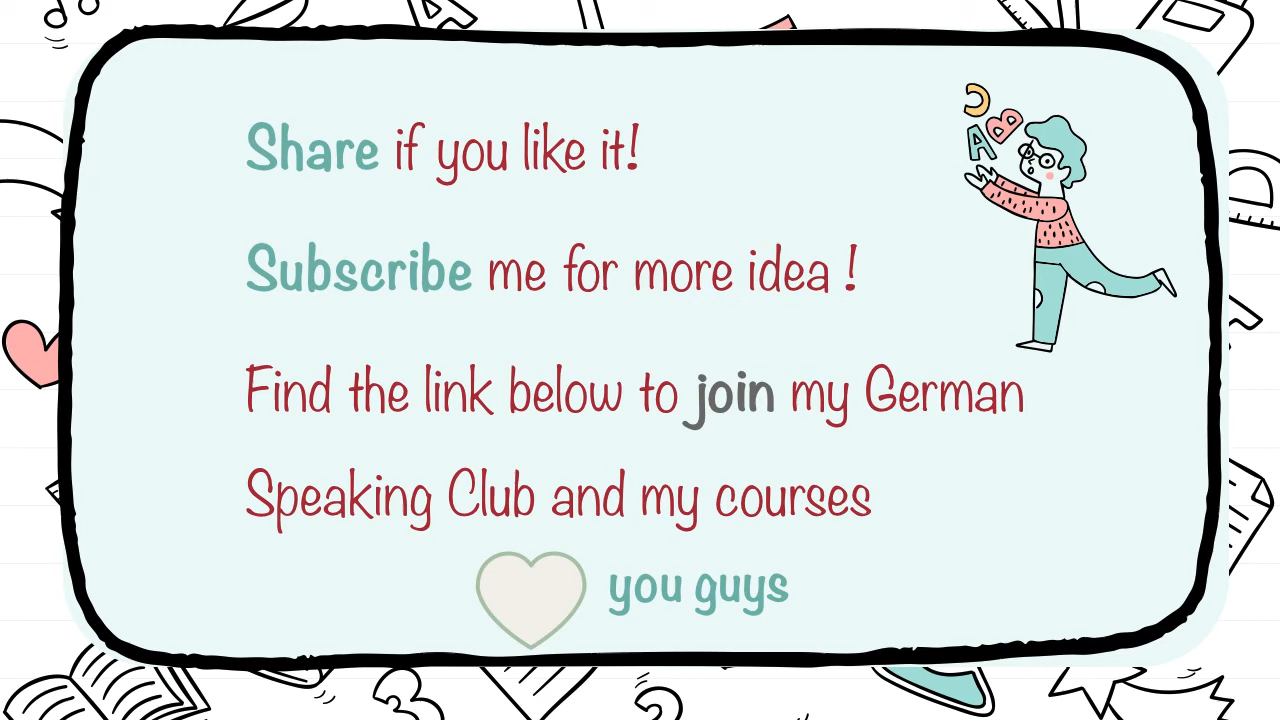 Share if you like it!
Subscribe me for more idea !
Find the link below to join my German
Speaking Club and my courses
you guys
C
B
A